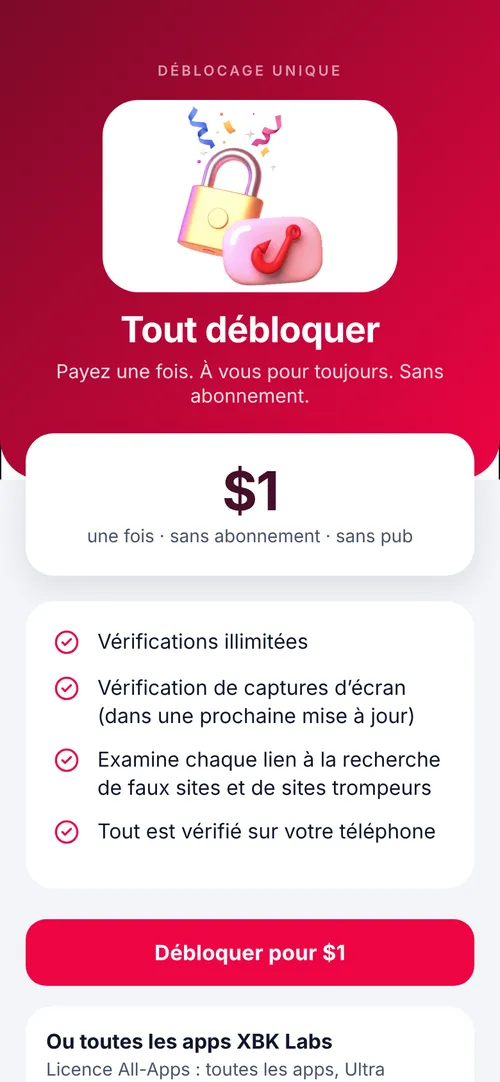 DÉBLOCAGE UNIQUE
Tout débloquer
Payez une fois. À vous pour toujours. Sans
abonnement.
$1
une fois · sans abonnement · sans pub
Vérifications illimitées
Vérification de captures d’écran
(dans une prochaine mise à jour)
Examine chaque lien à la recherche
de faux sites et de sites trompeurs
Tout est vérifié sur votre téléphone
Débloquer pour $1
Ou toutes les apps XBK Labs
Licence All-Apps : toutes les apps, Ultra